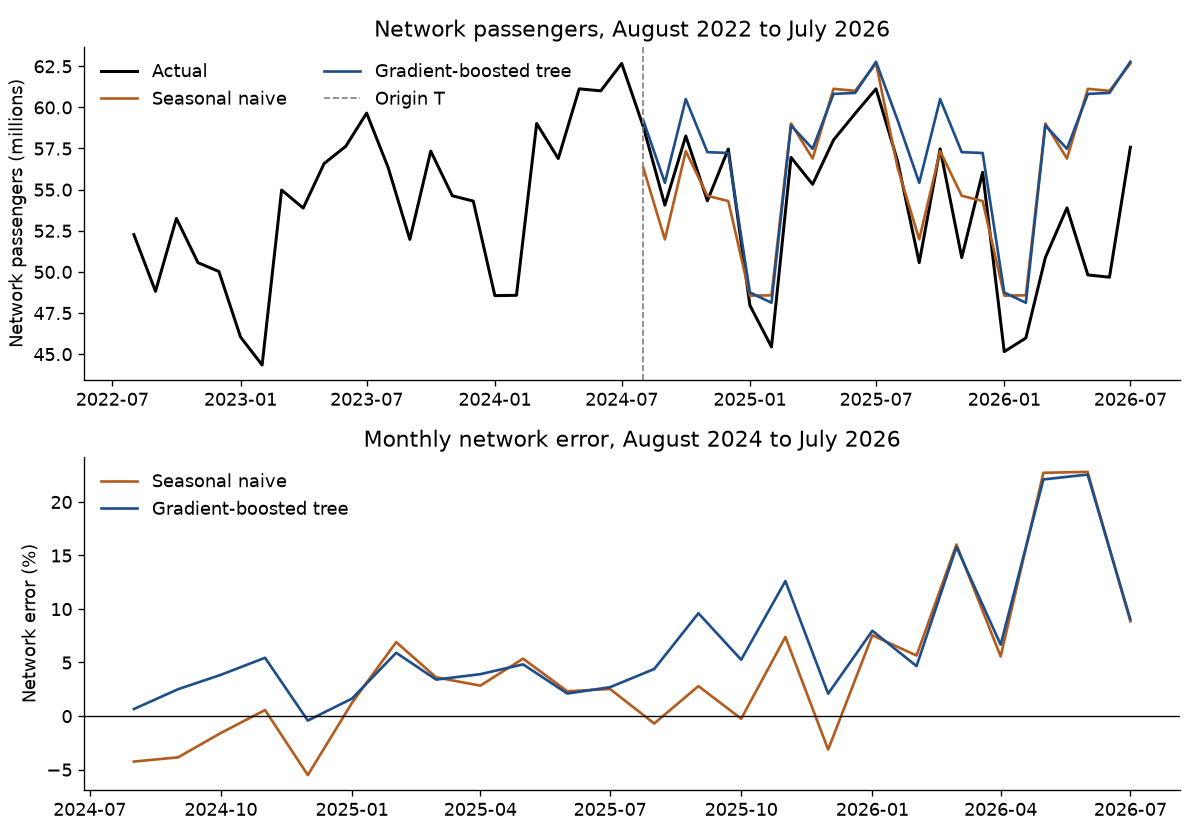 Network passengers, August 2022 to July 2026
Network passengers (millions)
62.5
60.0
57.5
55.0
52.5
50.0
47.5
45.0
Actual
Seasonal naive
Gradient-boosted tree
Origin T
2022-07 2023-01 2023-07 2024-01 2024-07 2025-01 2025-07 2026-01 2026-07
Monthly network error, August 2024 to July 2026
Network error (%)
20
15
10
5
0
−5
Seasonal naive
Gradient-boosted tree
2024-07 2024-10 2025-01 2025-04 2025-07 2025-10 2026-01 2026-04 2026-07